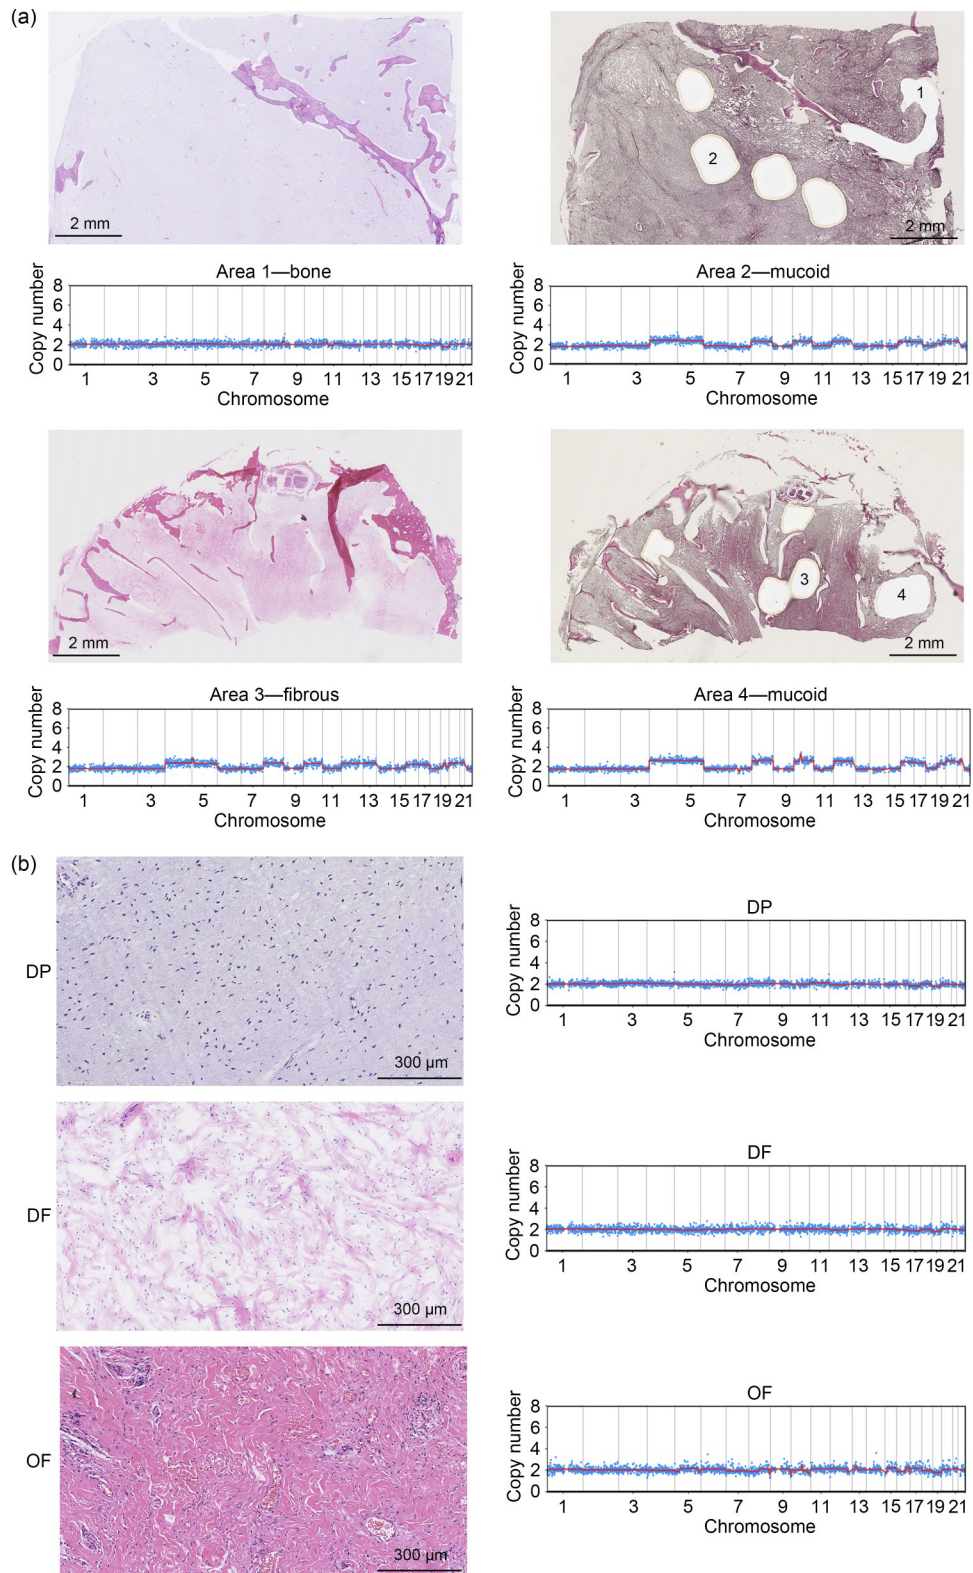 (a)
1
2
2 mm
2 mm
Area 1—bone
Area 2—mucoid
Copy number
8
6
4
2
0
1 3 5 7 9 11 13 15 17 19 21
Chromosome
Copy number
8
6
4
2
0
1 3 5 7 9 11 13 15 17 19 21
Chromosome
3
4
2 mm
2 mm
Area 3—fibrous
Area 4—mucoid
Copy number
8
6
4
2
0
1 3 5 7 9 11 13 15 17 19 21
Chromosome
Copy number
8
6
4
2
0
1 3 5 7 9 11 13 15 17 19 21
Chromosome
(b)
DP
300 μm
DP
Copy number
8
6
4
2
0
1 3 5 7 9 11 13 15 17 19 21
Chromosome
DF
300 μm
DF
Copy number
8
6
4
2
0
1 3 5 7 9 11 13 15 17 19 21
Chromosome
OF
300 μm
OF
Copy number
8
6
4
2
0
1 3 5 7 9 11 13 15 17 19 21
Chromosome